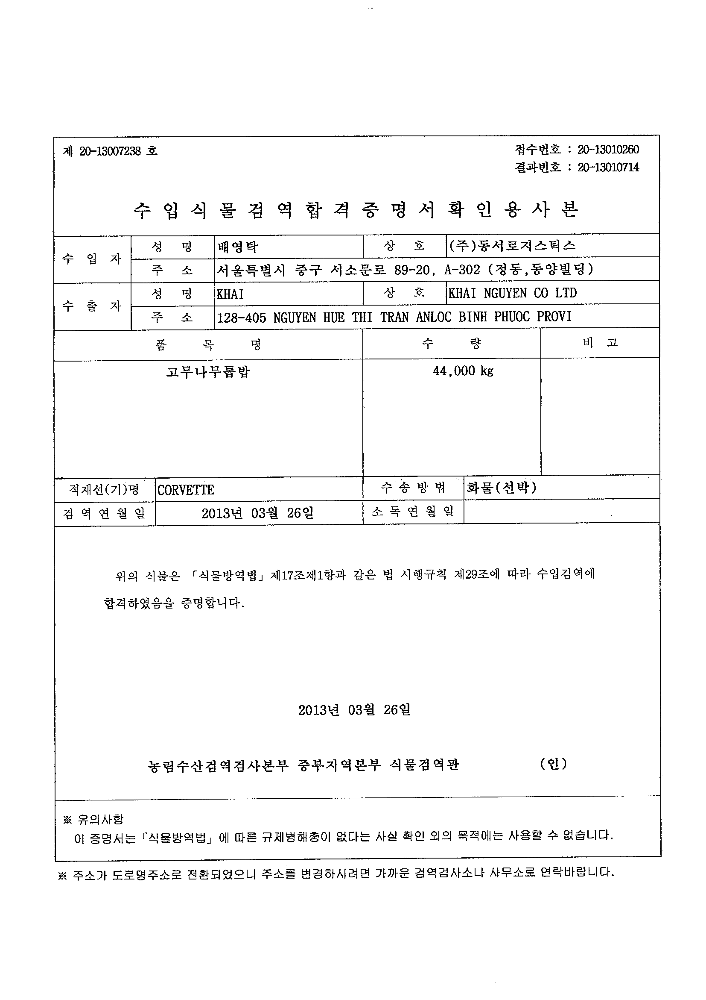 제 20-13007238 호
접수번호 : 20-13010260
결과번호 : 20-13010714
수입식물검역합격증명서확인용사본
수 입 자 성 명 배영탁 상 호 (주)동서로지스틱스
주 소 서울특별시 중구 서소문로 89-20, A-302 (정동,동양빌딩)
수 출 자 성 명 KHAI 상 호 KHAI NGUYEN CO LTD
주 소 128-405 NGUYEN HUE THI TRAN ANLOC BINH PHUOC PROVI
품 목 명 수 량 비 고
고무나무톱밥 44,000 kg
적재선(기)명 CORVETTE 수 송 방 법 화물(선박)
검 역 연 월 일 2013년 03월 26일 소 독 연 월 일
위의 식물은 「식물방역법」제17조제1항과 같은 법 시행규칙 제29조에 따라 수입검역에
합격하였음을 증명합니다.
2013년 03월 26일
농림수산검역검사본부 중부지역본부 식물검역관 (인)
※ 유의사항
이 증명서는「식물방역법」에 따른 규제병해충이 없다는 사실 확인 외의 목적에는 사용할 수 없습니다.
※ 주소가 도로명주소로 전환되었으니 주소를 변경하시려면 가까운 검역검사소나 사무소로 연락바랍니다.